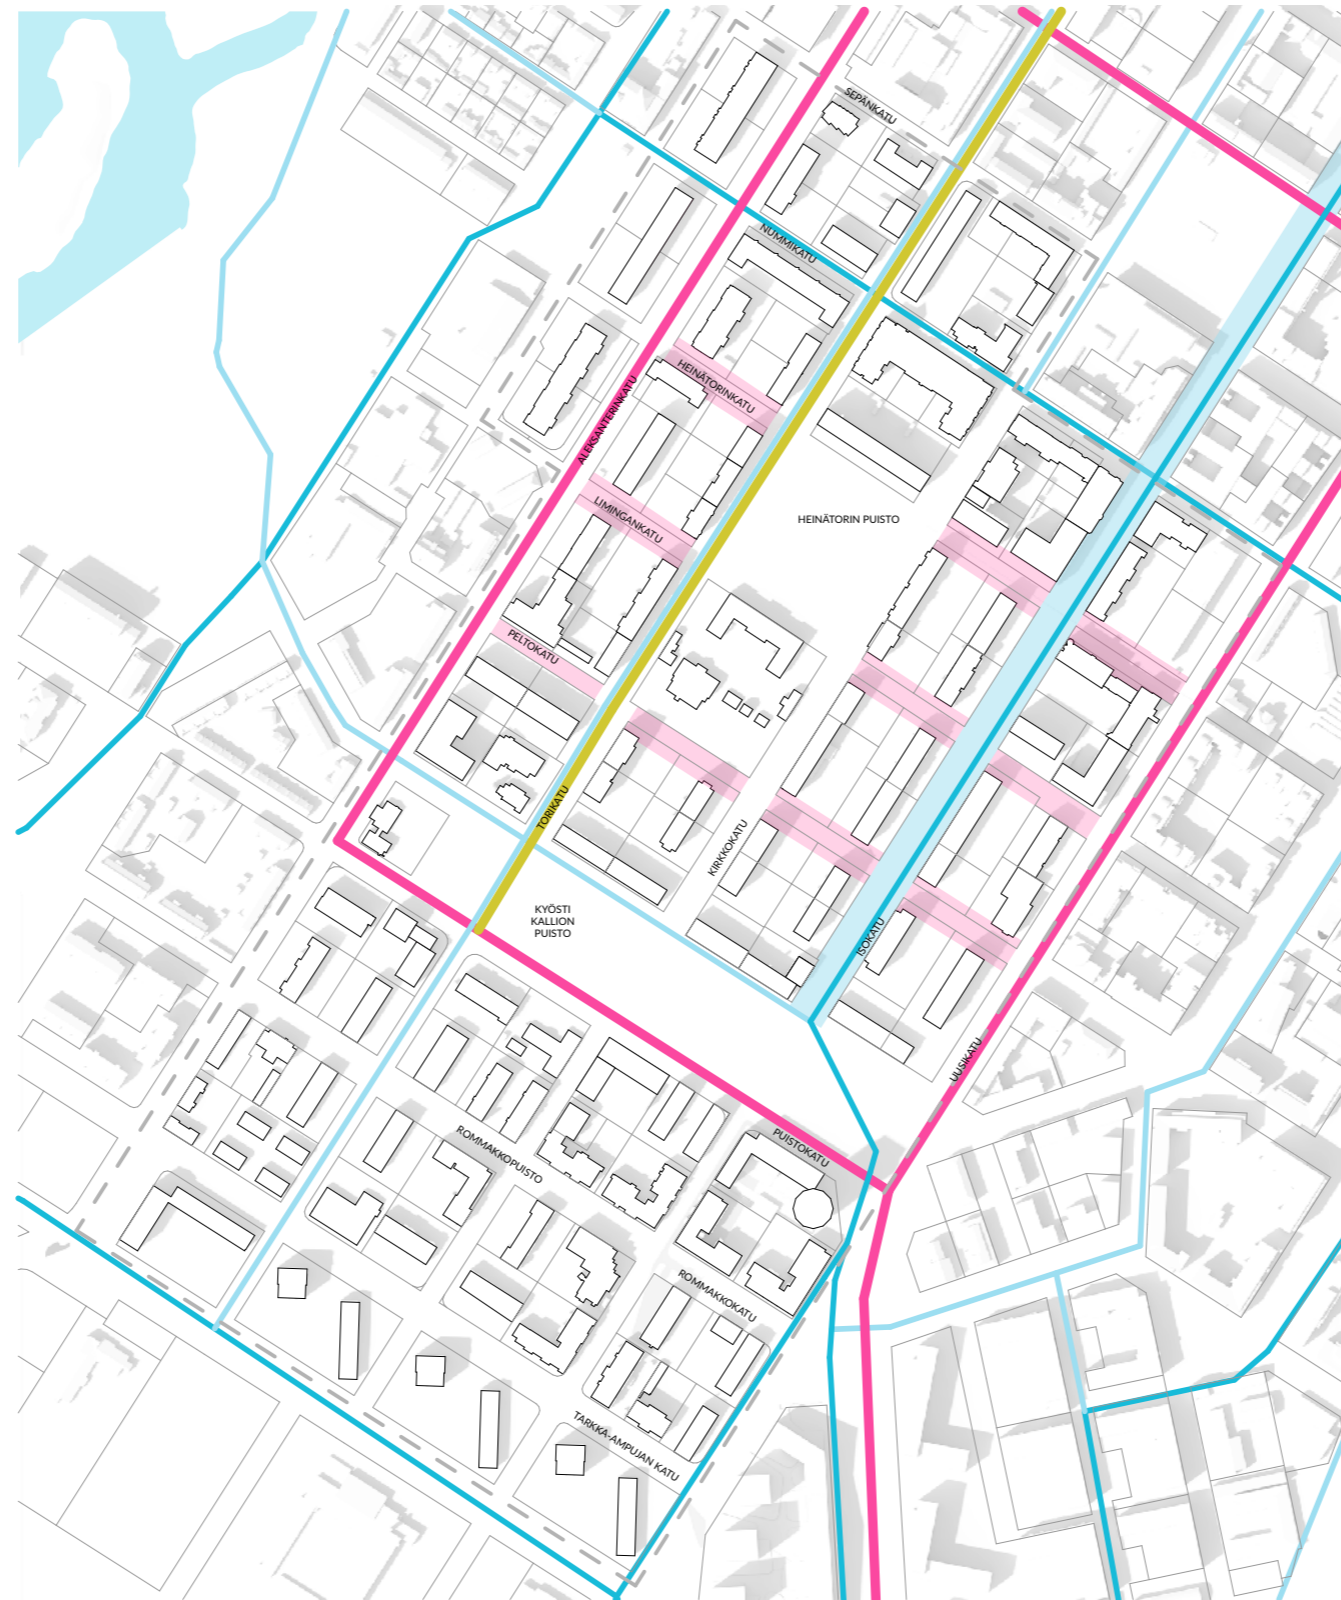 SEPÄNKATU
NUMMIKATU
HEINÄTORINKATU
ALEKSANTERINKATU
LIMINGANKATU
HEINÄTORIN PUISTO
PELTOKATU
TORIKATU
KIRKKOKATU
KYÖSTI
KALLION
PUISTO
ISOKATU
UUSIKATU
PUISTOKATU
ROMMAKKOPUISTO
ROMMAKKOKATU
TARKKA-AMPUJAN KATU